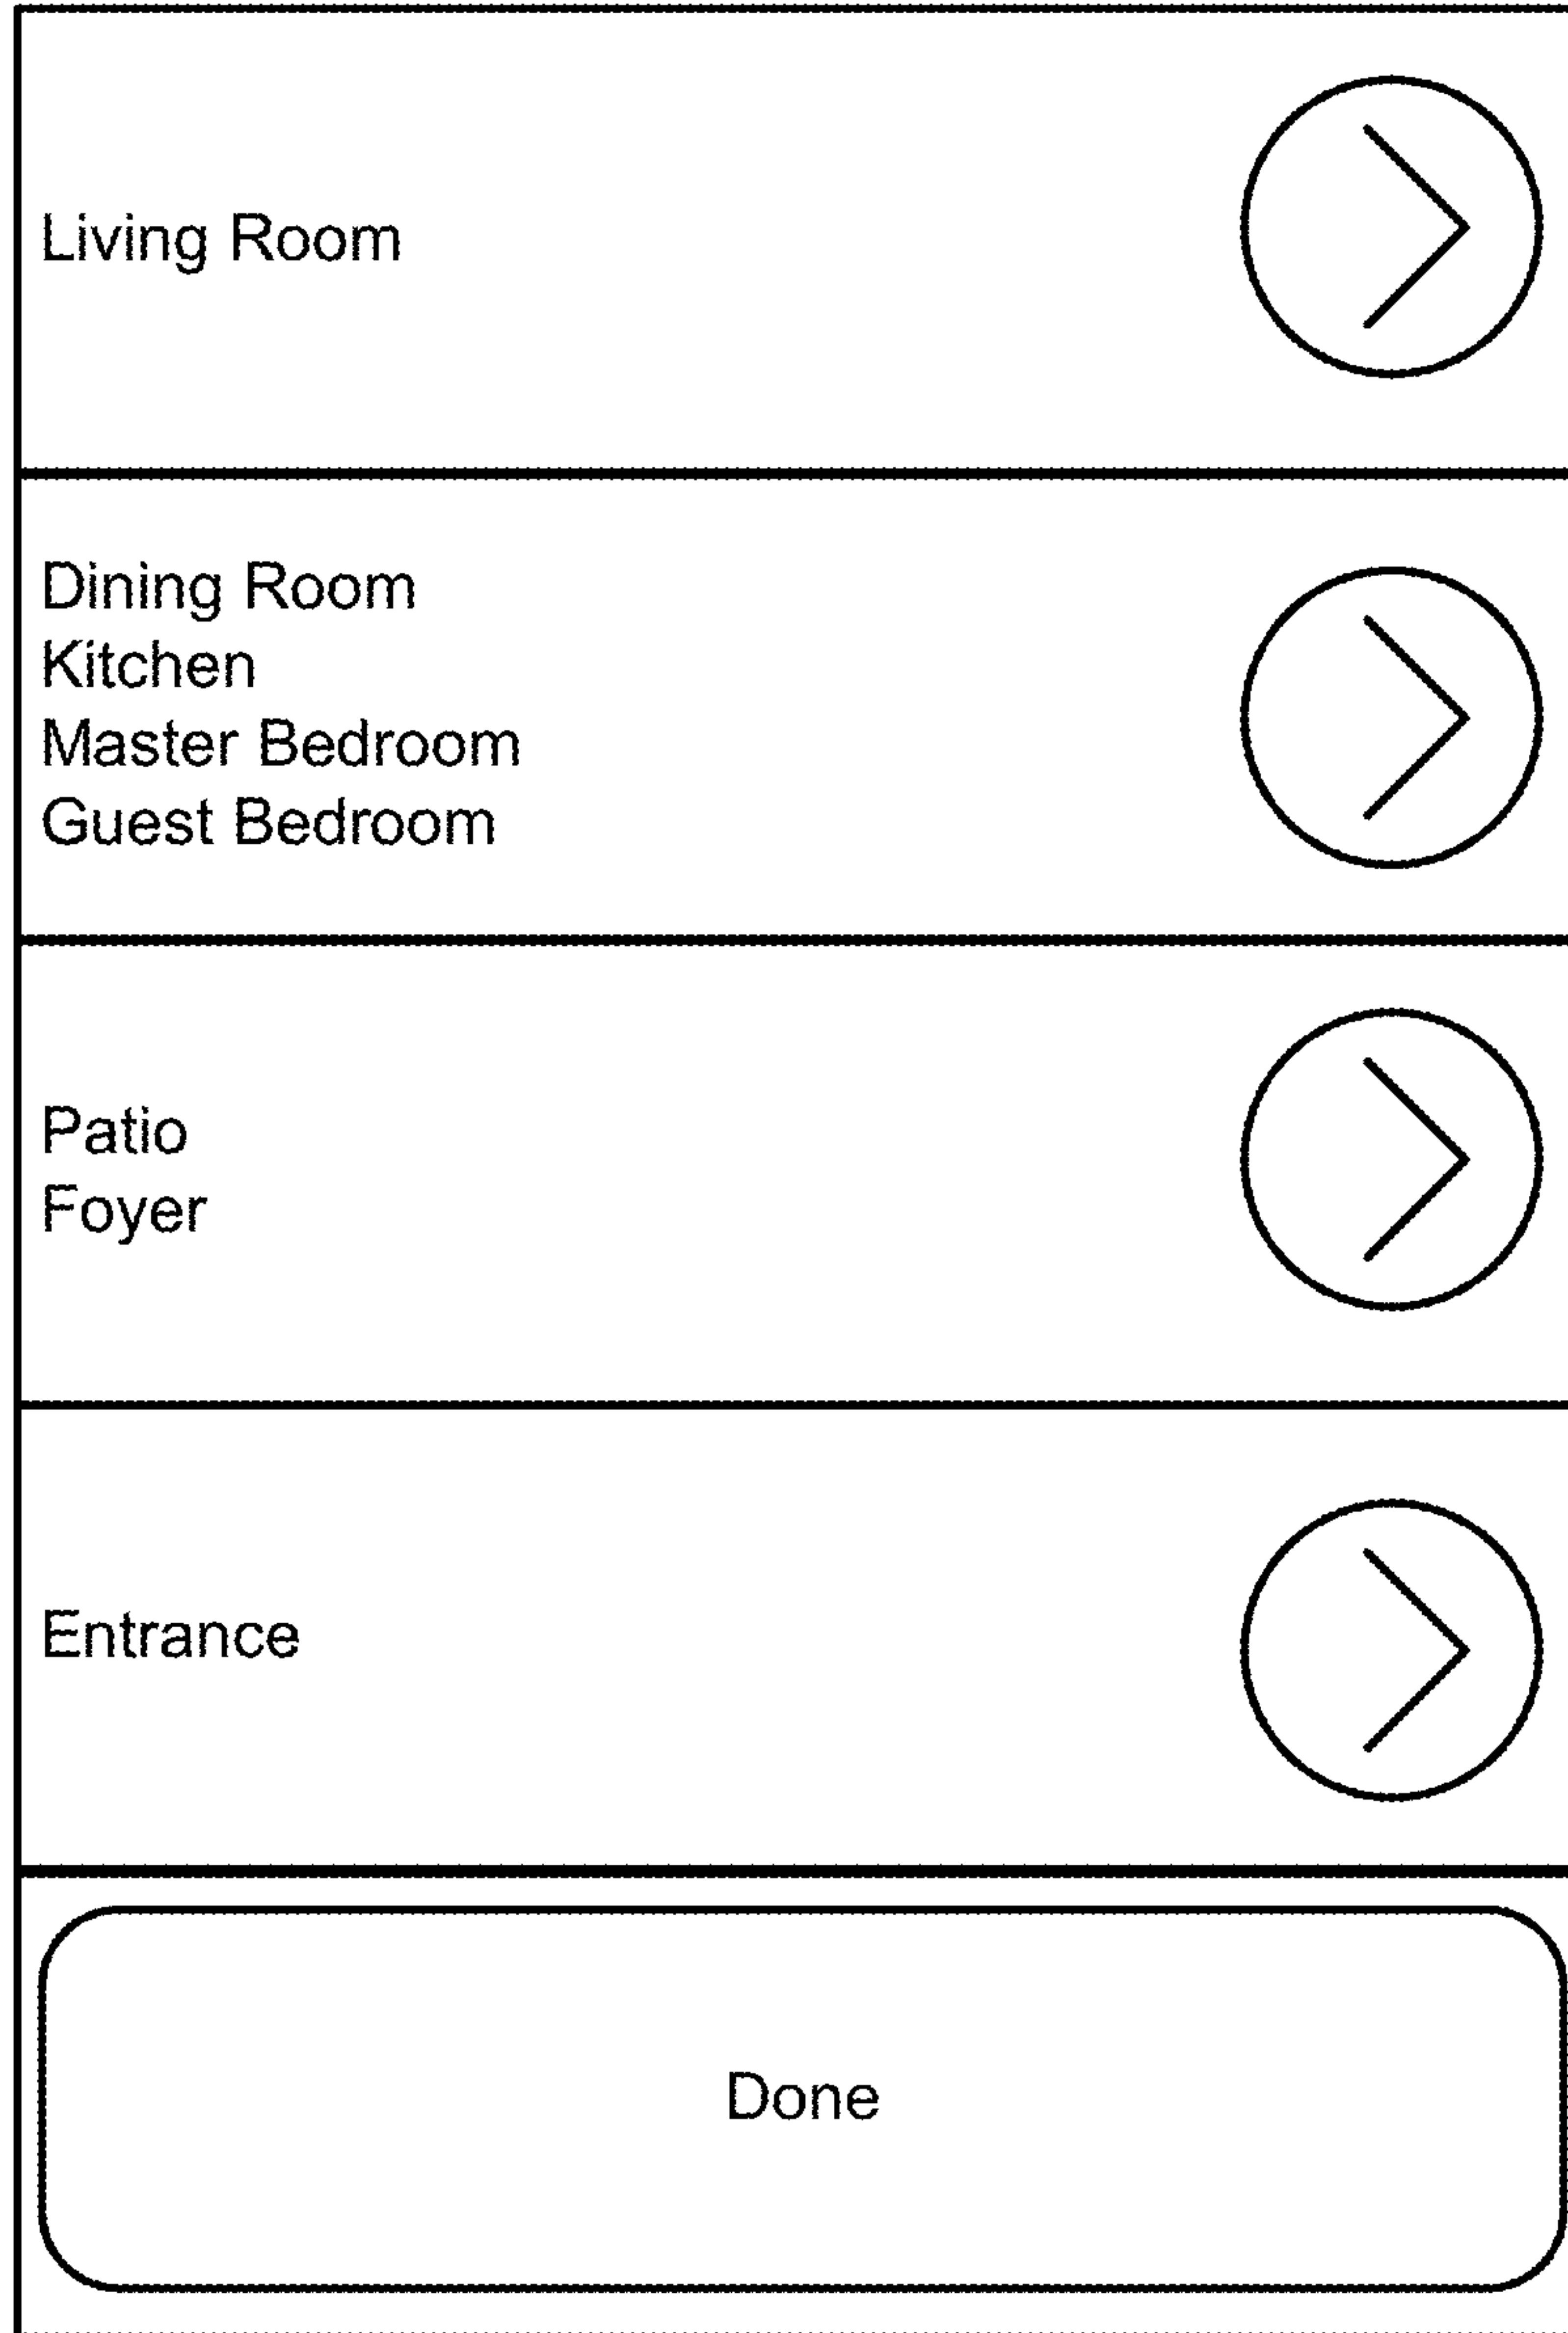 Living Room
Dining Room
Kitchen
Master Bedroom
Guest Bedroom
Patio
Foyer
Entrance
Done